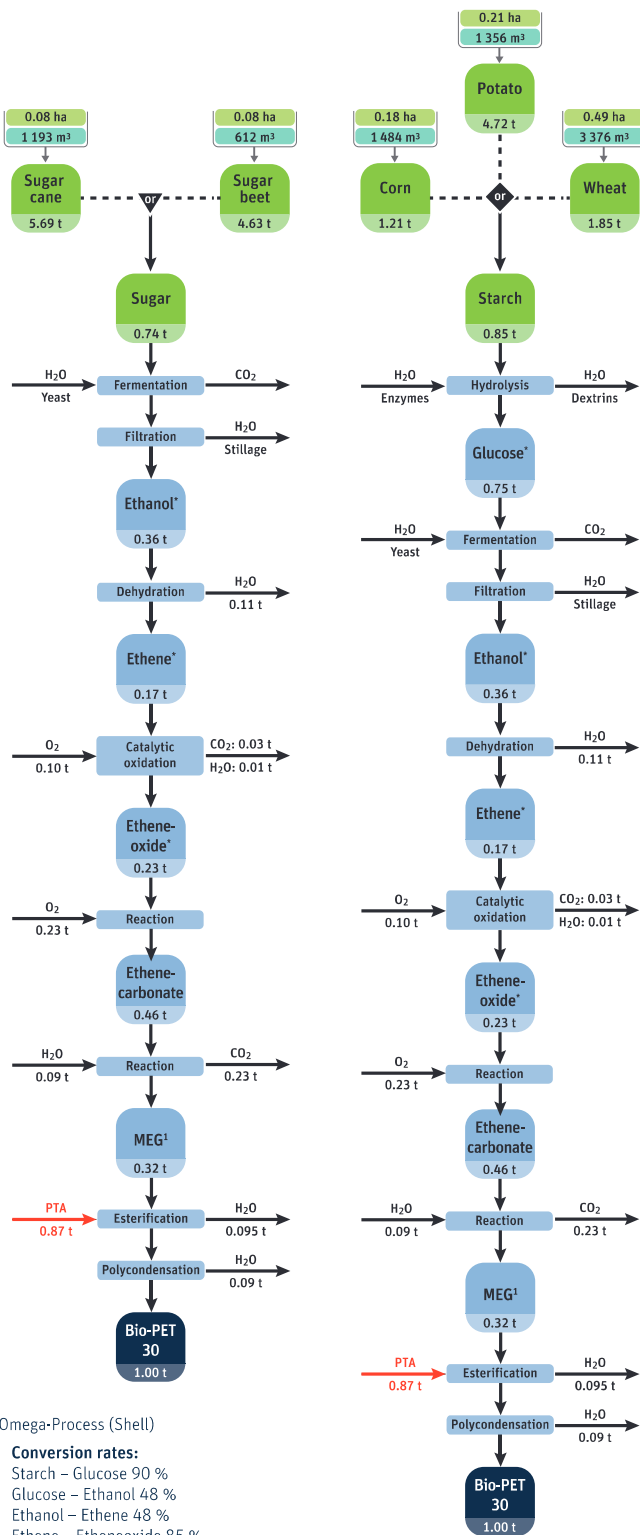 0.08 ha
1 193 m³
Sugar
cane
5.69 t
or
0.08 ha
612 m³
Sugar
beet
4.63 t
Sugar
0.74 t
H₂O
Yeast
Fermentation
CO₂
Filtration
H₂O
Stillage
Ethanol*
0.36 t
Dehydration
H₂O
0.11 t
Ethene*
0.17 t
O₂
0.10 t
Catalytic
oxidation
CO₂: 0.03 t
H₂O: 0.01 t
Ethene-
oxide*
0.23 t
O₂
0.23 t
Reaction
Ethene-
carbonate
0.46 t
H₂O
0.09 t
Reaction
CO₂
0.23 t
MEG¹
0.32 t
PTA
0.87 t
Esterification
H₂O
0.095 t
Polycondensation
H₂O
0.09 t
Bio-PET
30
1.00 t
0.21 ha
1 356 m³
Potato
4.72 t
0.18 ha
1 484 m³
Corn
1.21 t
or
0.49 ha
3 376 m³
Wheat
1.85 t
Starch
0.85 t
H₂O
Enzymes
Hydrolysis
H₂O
Dextrins
Glucose*
0.75 t
H₂O
Yeast
Fermentation
CO₂
Filtration
H₂O
Stillage
Ethanol*
0.36 t
Dehydration
H₂O
0.11 t
Ethene*
0.17 t
O₂
0.10 t
Catalytic
oxidation
CO₂: 0.03 t
H₂O: 0.01 t
Ethene-
oxide*
0.23 t
O₂
0.23 t
Reaction
Ethene-
carbonate
0.46 t
H₂O
0.09 t
Reaction
CO₂
0.23 t
MEG¹
0.32 t
PTA
0.87 t
Esterification
H₂O
0.095 t
Polycondensation
H₂O
0.09 t
Bio-PET
30
1.00 t
Omega-Process (Shell)
Conversion rates:
Starch – Glucose 90 %
Glucose – Ethanol 48 %
Ethanol – Ethene 48 %
Ethene – Etheneoxide 85 %